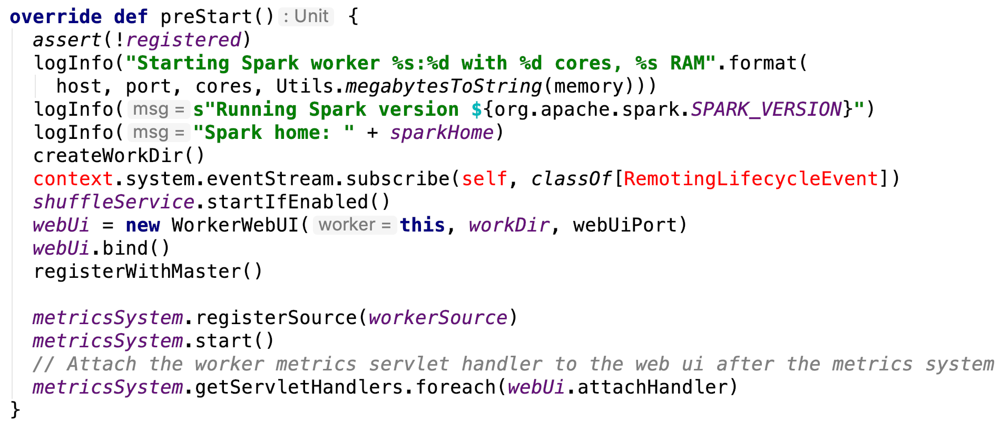 override def preStart() : Unit {
assert(!registered)
logInfo("Starting Spark worker %s:%d with %d cores, %s RAM".format(
host, port, cores, Utils.megabytesToString(memory)))
logInfo( msg = s"Running Spark version ${org.apache.spark.SPARK_VERSION}")
logInfo( msg = "Spark home: " + sparkHome)
createWorkDir()
context.system.eventStream.subscribe(self, classOf[RemotingLifecycleEvent])
shuffleService.startIfEnabled()
webUi = new WorkerWebUI( worker = this, workDir, webUiPort)
webUi.bind()
registerWithMaster()
metricsSystem.registerSource(workerSource)
metricsSystem.start()
// Attach the worker metrics servlet handler to the web ui after the metrics system
metricsSystem.getServletHandlers.foreach(webUi.attachHandler)
}